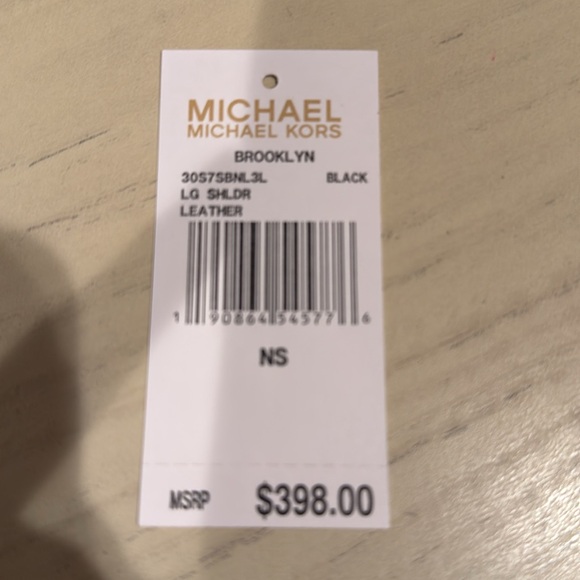 MICHAEL
MICHAEL KORS
BROOKLYN
30S7SBNL3L BLACK
LG SHLDR
LEATHER
1 90864 54577 6
NS
MSRP $398.00